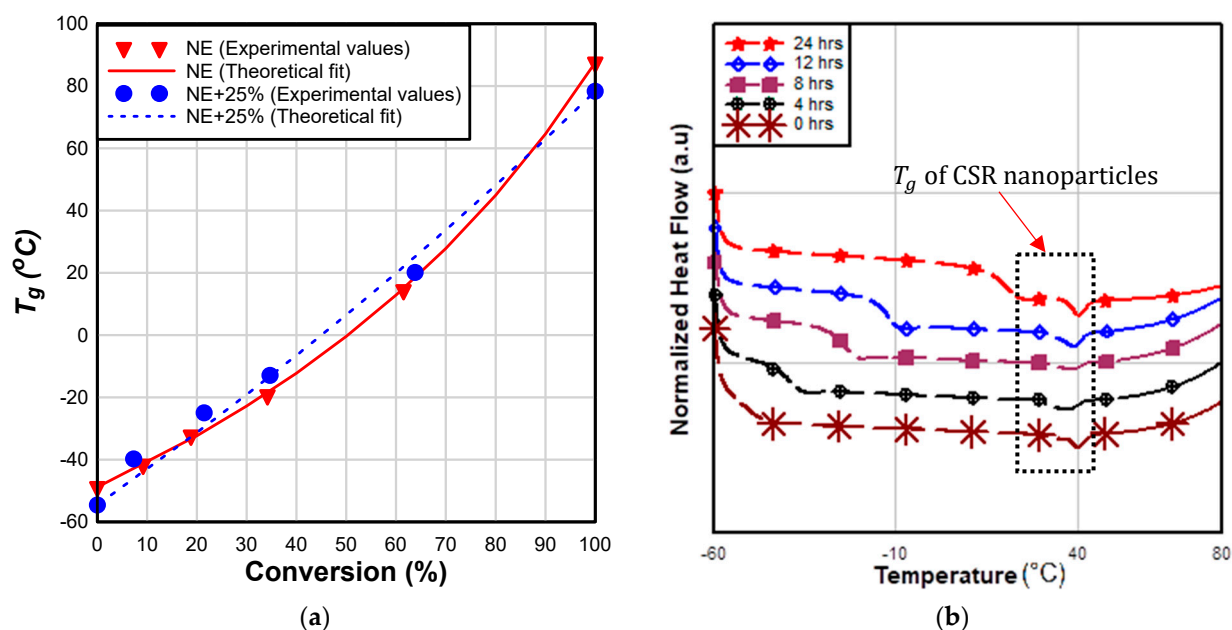 100
80
60
40
20
0
-20
-40
-60
T_g (°C)
NE (Experimental values)
NE (Theoretical fit)
NE+25% (Experimental values)
NE+25% (Theoretical fit)
0 10 20 30 40 50 60 70 80 90 100
Conversion (%)
(a)
Normalized Heat Flow (a.u)
24 hrs
12 hrs
8 hrs
4 hrs
0 hrs
T_g of CSR nanoparticles
-60 -10 40 80
Temperature (°C)
(b)